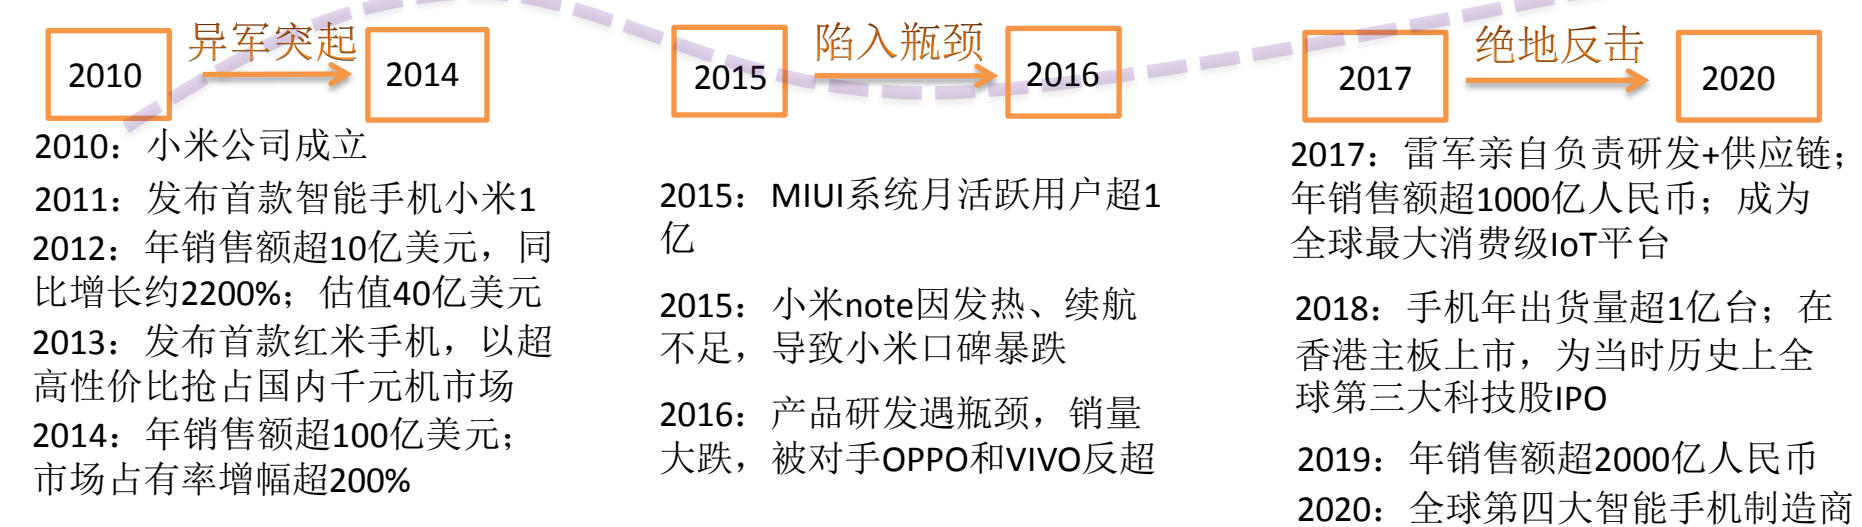 2010
异军突起
2014
2010：小米公司成立
2011：发布首款智能手机小米1
2012：年销售额超10亿美元，同
比增长约2200%；估值40亿美元
2013：发布首款红米手机，以超
高性价比抢占国内千元机市场
2014：年销售额超100亿美元；
市场占有率增幅超200%
2015
陷入瓶颈
2016
2015：MIUI系统月活跃用户超1
亿
2015：小米note因发热、续航
不足，导致小米口碑暴跌
2016：产品研发遇瓶颈，销量
大跌，被对手OPPO和VIVO反超
2017
绝地反击
2020
2017：雷军亲自负责研发+供应链；
年销售额超1000亿人民币；成为
全球最大消费级IoT平台
2018：手机年出货量超1亿台；在
香港主板上市，为当时历史上全
球第三大科技股IPO
2019：年销售额超2000亿人民币
2020：全球第四大智能手机制造商